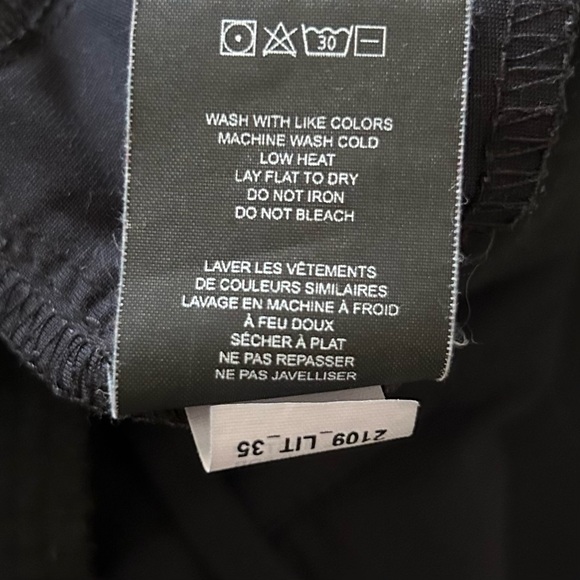 30
WASH WITH LIKE COLORS
MACHINE WASH COLD
LOW HEAT
LAY FLAT TO DRY
DO NOT IRON
DO NOT BLEACH
LAVER LES VÊTEMENTS
DE COULEURS SIMILAIRES
LAVAGE EN MACHINE À FROID
À FEU DOUX
SÉCHER À PLAT
NE PAS REPASSER
NE PAS JAVELLISER
2109_LIT_35